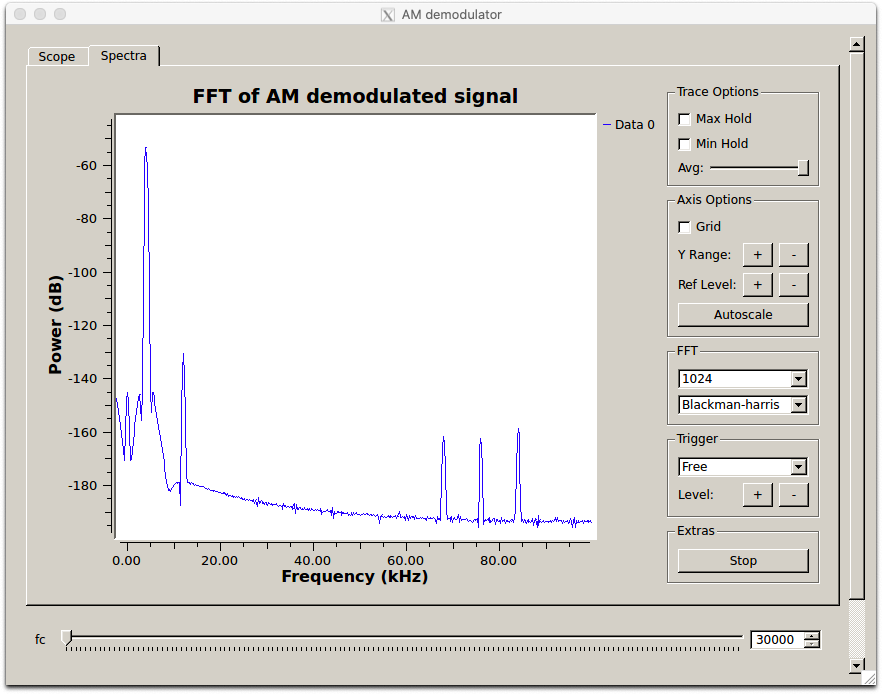 AM demodulator
Scope
Spectra
FFT of AM demodulated signal
Data 0
Power (dB)
-60
-80
-100
-120
-140
-160
-180
0.00 20.00 40.00 60.00 80.00
Frequency (kHz)
Trace Options
Max Hold
Min Hold
Avg:
Axis Options
Grid
Y Range: + -
Ref Level: + -
Autoscale
FFT
1024
Blackman-harris
Trigger
Free
Level: + -
Extras
Stop
fc
30000